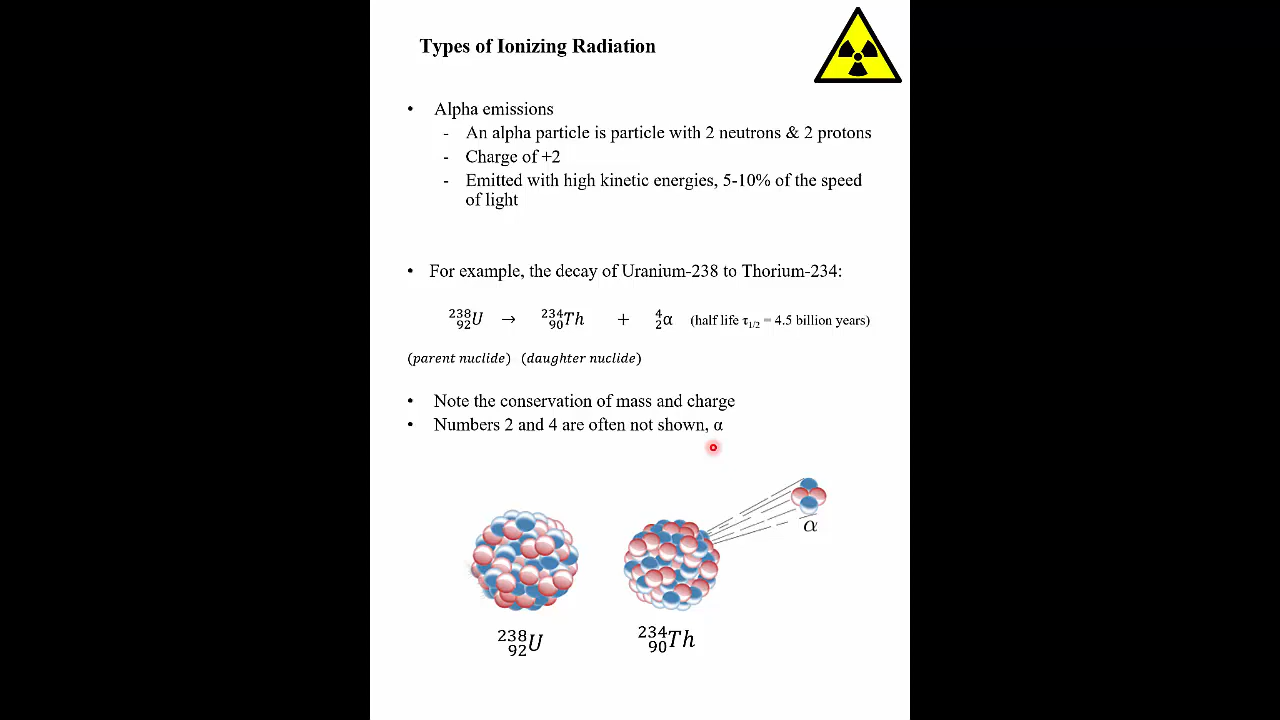 Types of Ionizing Radiation
• Alpha emissions
- An alpha particle is particle with 2 neutrons & 2 protons
- Charge of +2
- Emitted with high kinetic energies, 5-10% of the speed
of light
• For example, the decay of Uranium-238 to Thorium-234:
²³⁸₉₂U → ²³⁴₉₀Th + ⁴₂α (half life τ₁/₂ = 4.5 billion years)
(parent nuclide) (daughter nuclide)
• Note the conservation of mass and charge
• Numbers 2 and 4 are often not shown, α
α
²³⁸₉₂U ²³⁴₉₀Th